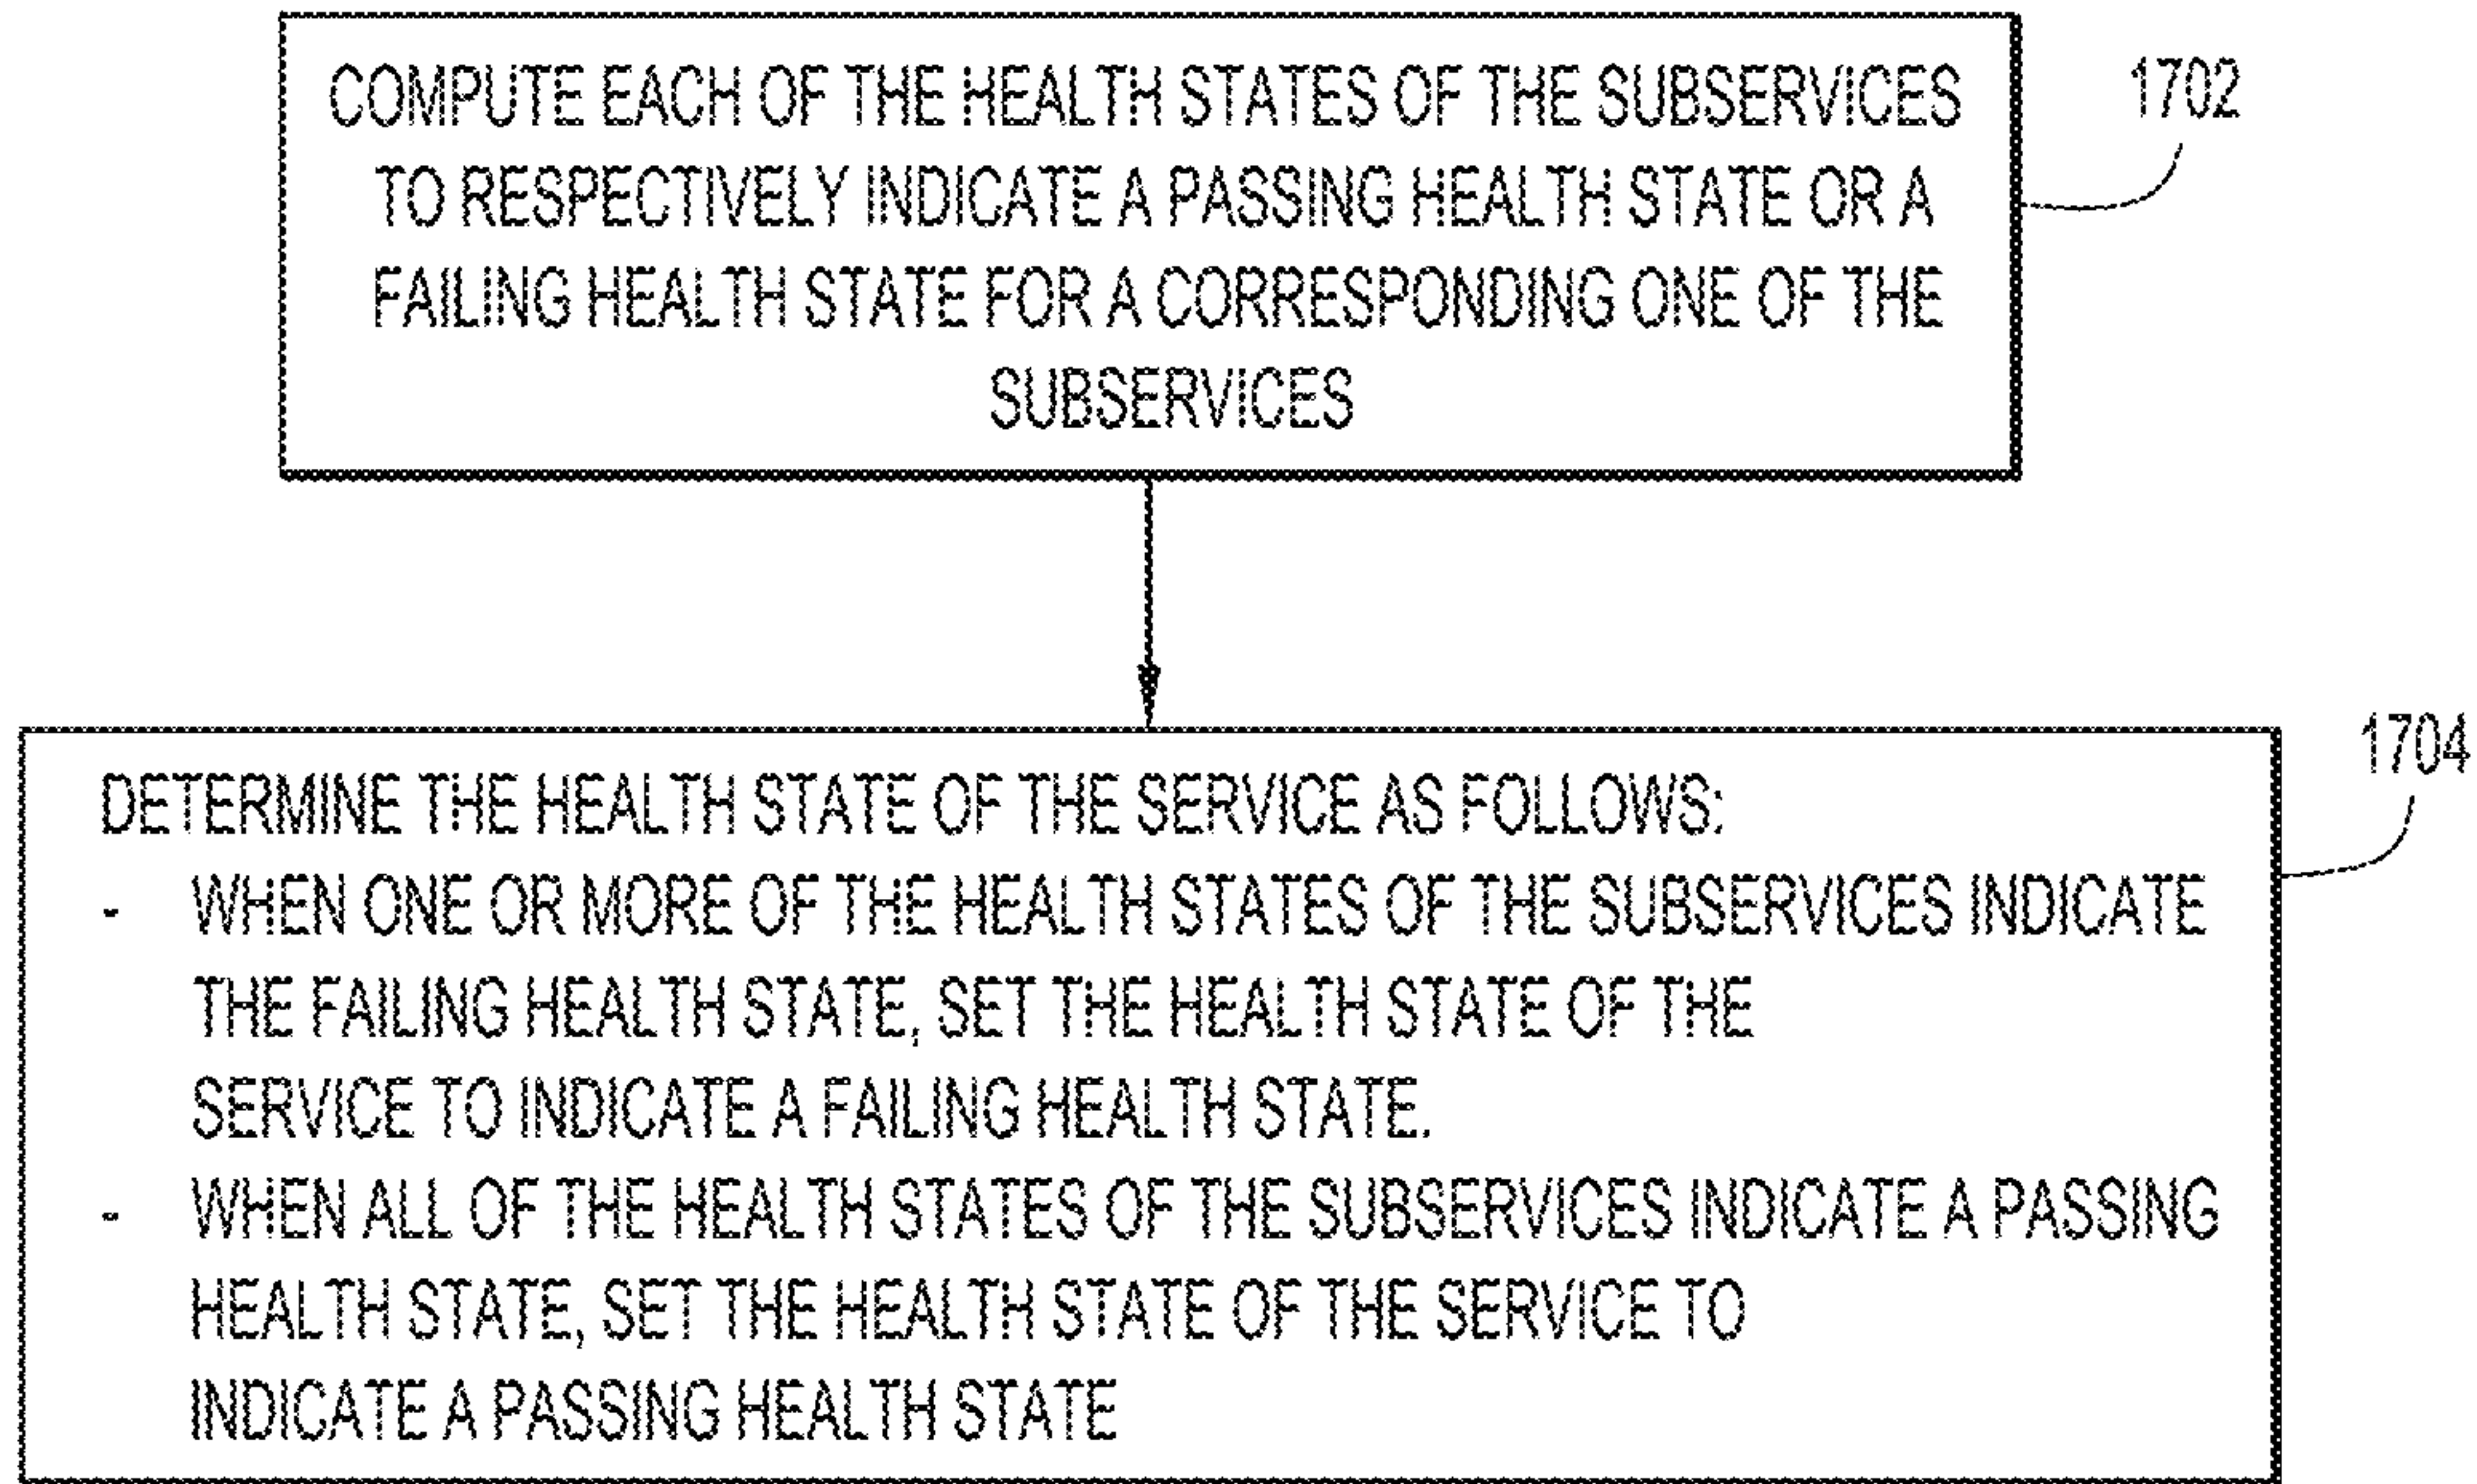 COMPUTE EACH OF THE HEALTH STATES OF THE SUBSERVICES
TO RESPECTIVELY INDICATE A PASSING HEALTH STATE OR A
FAILING HEALTH STATE FOR A CORRESPONDING ONE OF THE
SUBSERVICES
1702
1704
DETERMINE THE HEALTH STATE OF THE SERVICE AS FOLLOWS:
- WHEN ONE OR MORE OF THE HEALTH STATES OF THE SUBSERVICES INDICATE
THE FAILING HEALTH STATE, SET THE HEALTH STATE OF THE
SERVICE TO INDICATE A FAILING HEALTH STATE.
- WHEN ALL OF THE HEALTH STATES OF THE SUBSERVICES INDICATE A PASSING
HEALTH STATE, SET THE HEALTH STATE OF THE SERVICE TO
INDICATE A PASSING HEALTH STATE